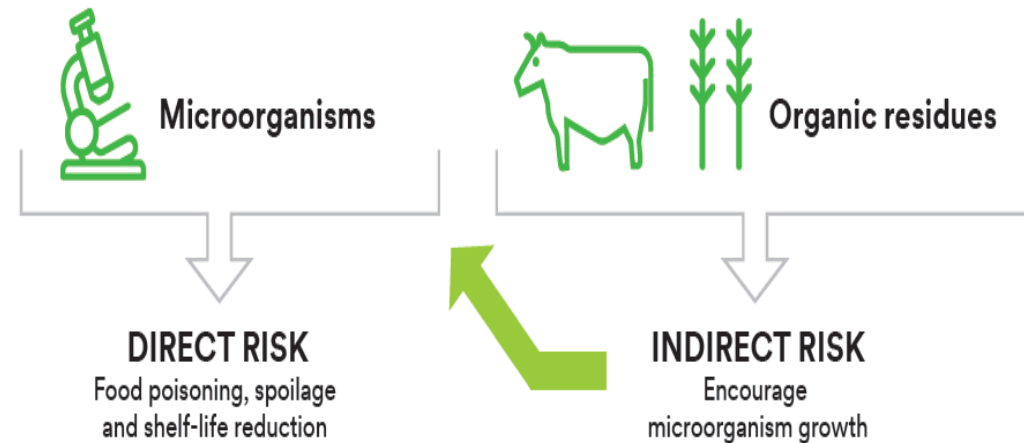 Microorganisms
Organic residues
DIRECT RISK
Food poisoning, spoilage
and shelf-life reduction
INDIRECT RISK
Encourage
microorganism growth